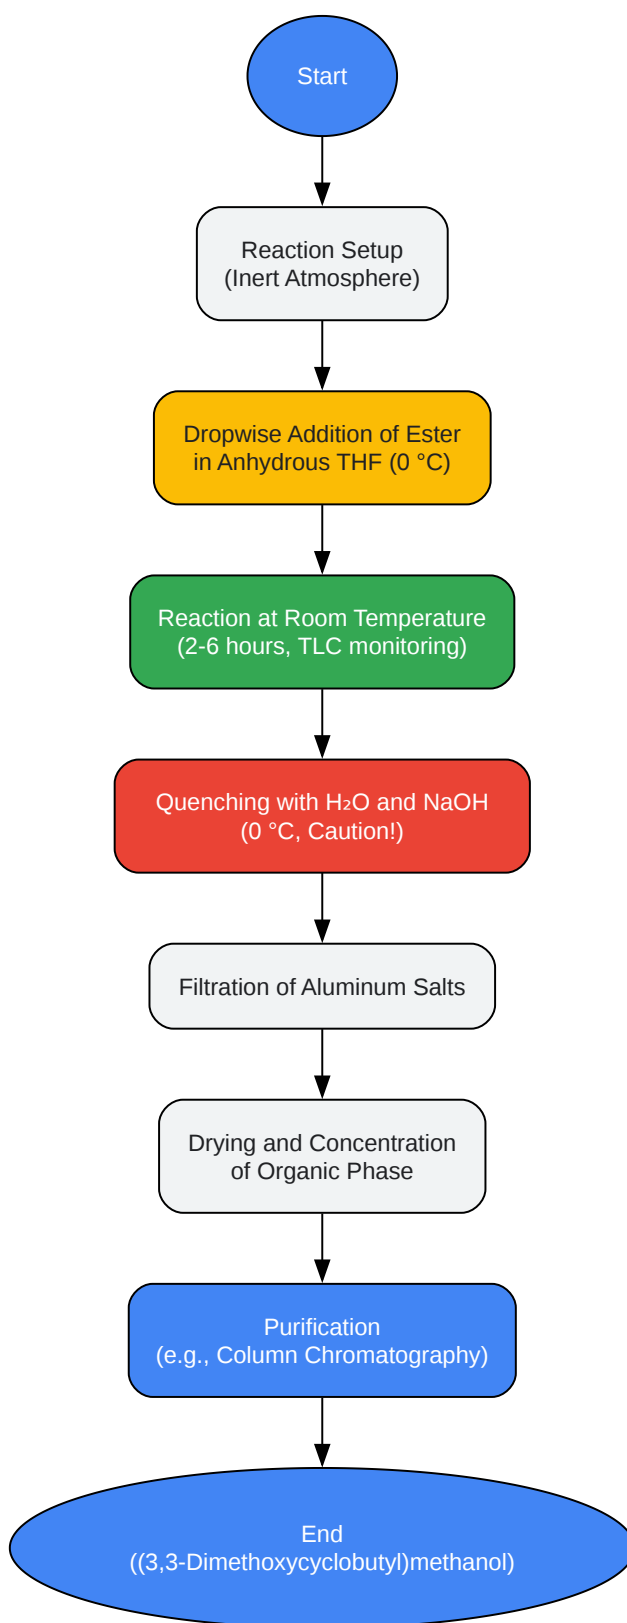 Start
Reaction Setup
(Inert Atmosphere)
Dropwise Addition of Ester
in Anhydrous THF (0 °C)
Reaction at Room Temperature
(2-6 hours, TLC monitoring)
Quenching with H₂O and NaOH
(0 °C, Caution!)
Filtration of Aluminum Salts
Drying and Concentration
of Organic Phase
Purification
(e.g., Column Chromatography)
End
((3,3-Dimethoxycyclobutyl)methanol)